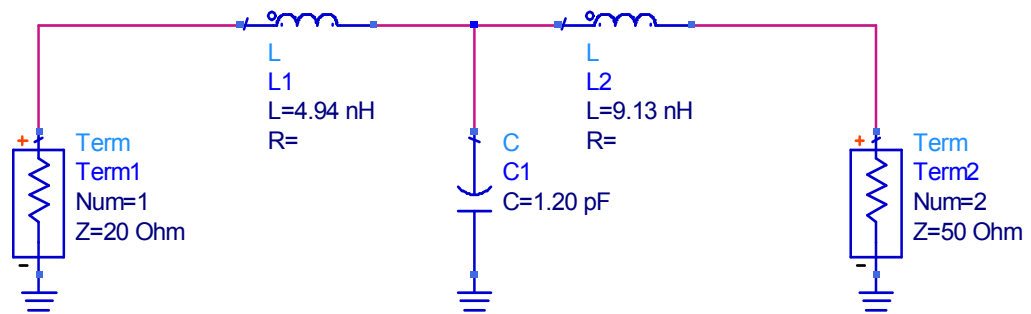 L
L1
L=4.94 nH
R=
L
L2
L=9.13 nH
R=
+
Term
Term1
Num=1
Z=20 Ohm
-
C
C1
C=1.20 pF
+
Term
Term2
Num=2
Z=50 Ohm
-